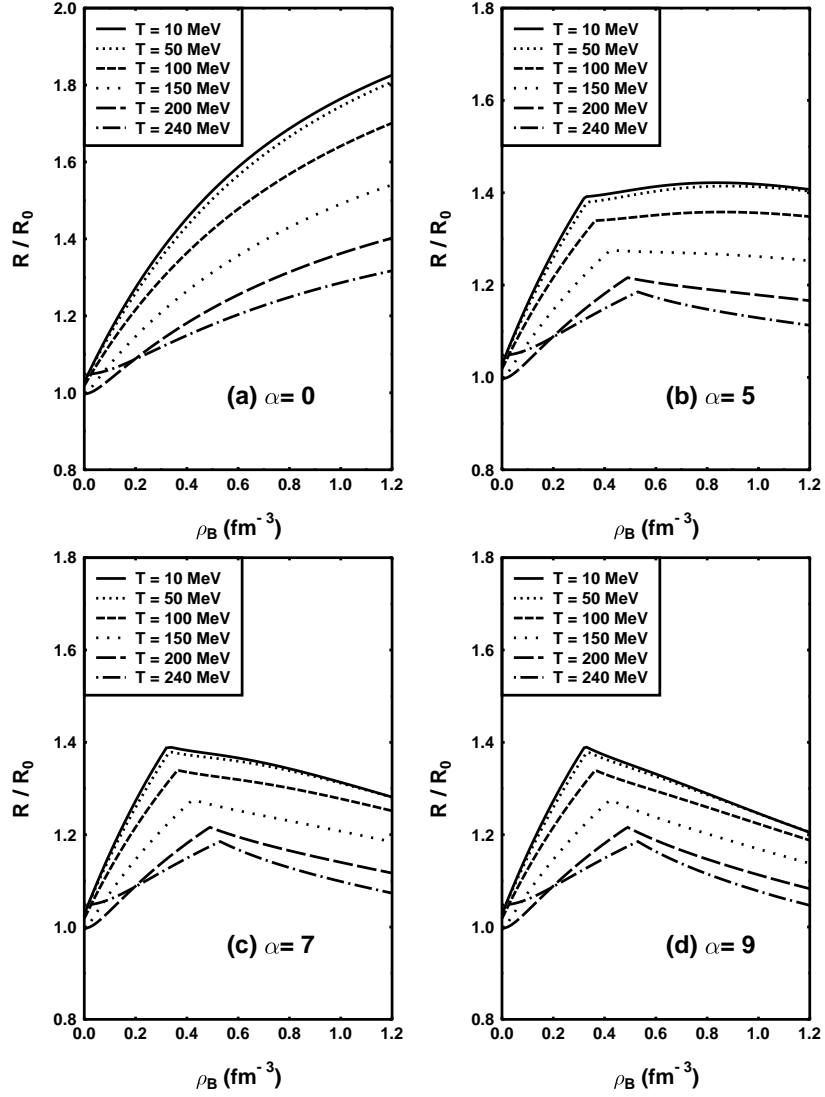 R / R0
2.0
1.8
1.6
1.4
1.2
1.0
0.8
T = 10 MeV
T = 50 MeV
T = 100 MeV
T = 150 MeV
T = 200 MeV
T = 240 MeV
(a) α= 0
0.0 0.2 0.4 0.6 0.8 1.0 1.2
ρB (fm-3)
R / R0
1.8
1.6
1.4
1.2
1.0
0.8
T = 10 MeV
T = 50 MeV
T = 100 MeV
T = 150 MeV
T = 200 MeV
T = 240 MeV
(b) α= 5
0.0 0.2 0.4 0.6 0.8 1.0 1.2
ρB (fm-3)
R / R0
1.8
1.6
1.4
1.2
1.0
0.8
T = 10 MeV
T = 50 MeV
T = 100 MeV
T = 150 MeV
T = 200 MeV
T = 240 MeV
(c) α= 7
0.0 0.2 0.4 0.6 0.8 1.0 1.2
ρB (fm-3)
R / R0
1.8
1.6
1.4
1.2
1.0
0.8
T = 10 MeV
T = 50 MeV
T = 100 MeV
T = 150 MeV
T = 200 MeV
T = 240 MeV
(d) α= 9
0.0 0.2 0.4 0.6 0.8 1.0 1.2
ρB (fm-3)